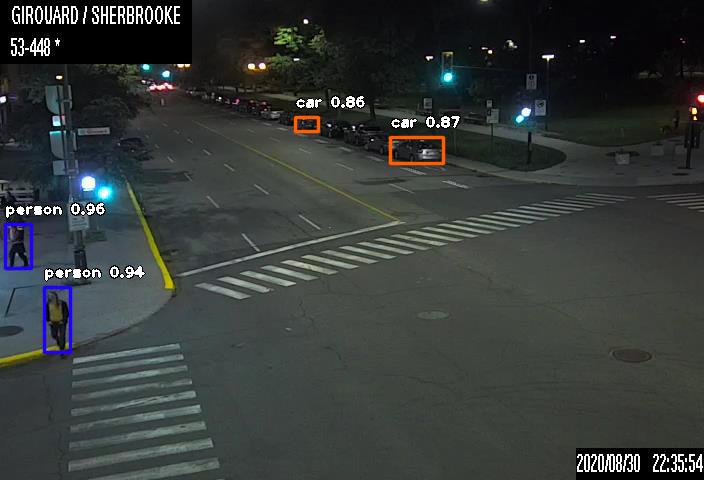 GIROUARD / SHERBROOKE
53-448 *
car 0.86
car 0.87
person 0.96
person 0.94
2020/08/30 22:35:54